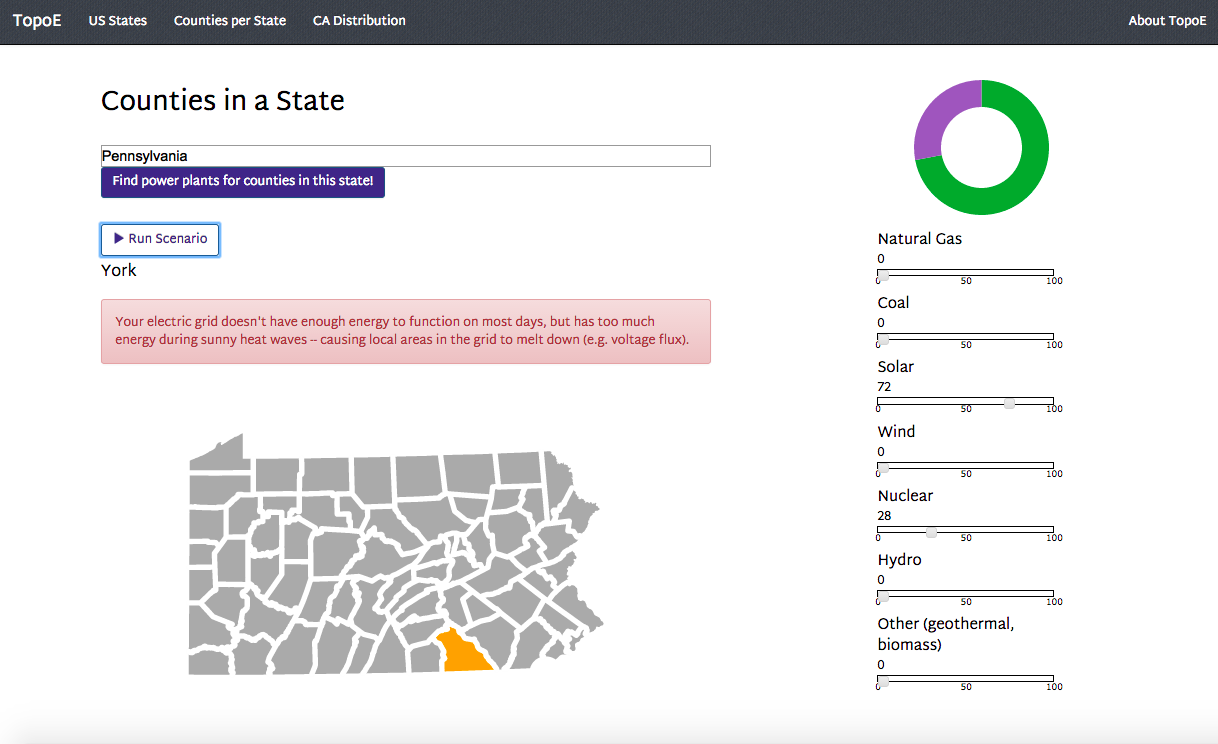 TopoE US States Counties per State CA Distribution About TopoE
Counties in a State
Pennsylvania
Find power plants for counties in this state!
Run Scenario
York
Your electric grid doesn't have enough energy to function on most days, but has too much
energy during sunny heat waves -- causing local areas in the grid to melt down (e.g. voltage flux).
Natural Gas
0
0 50 100
Coal
0
0 50 100
Solar
72
0 50 100
Wind
0
0 50 100
Nuclear
28
0 50 100
Hydro
0
0 50 100
Other (geothermal,
biomass)
0
0 50 100